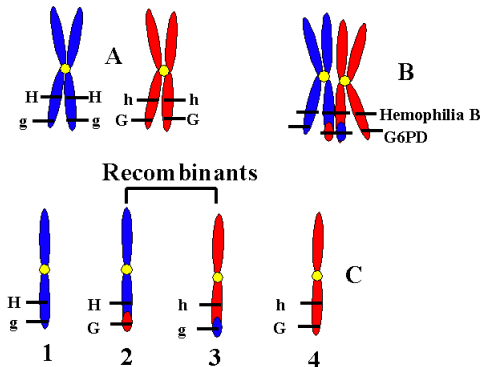 A
B
H H h h
g g G G
Hemophilia B
G6PD
Recombinants
C
H H h h
g G g G
1 2 3 4